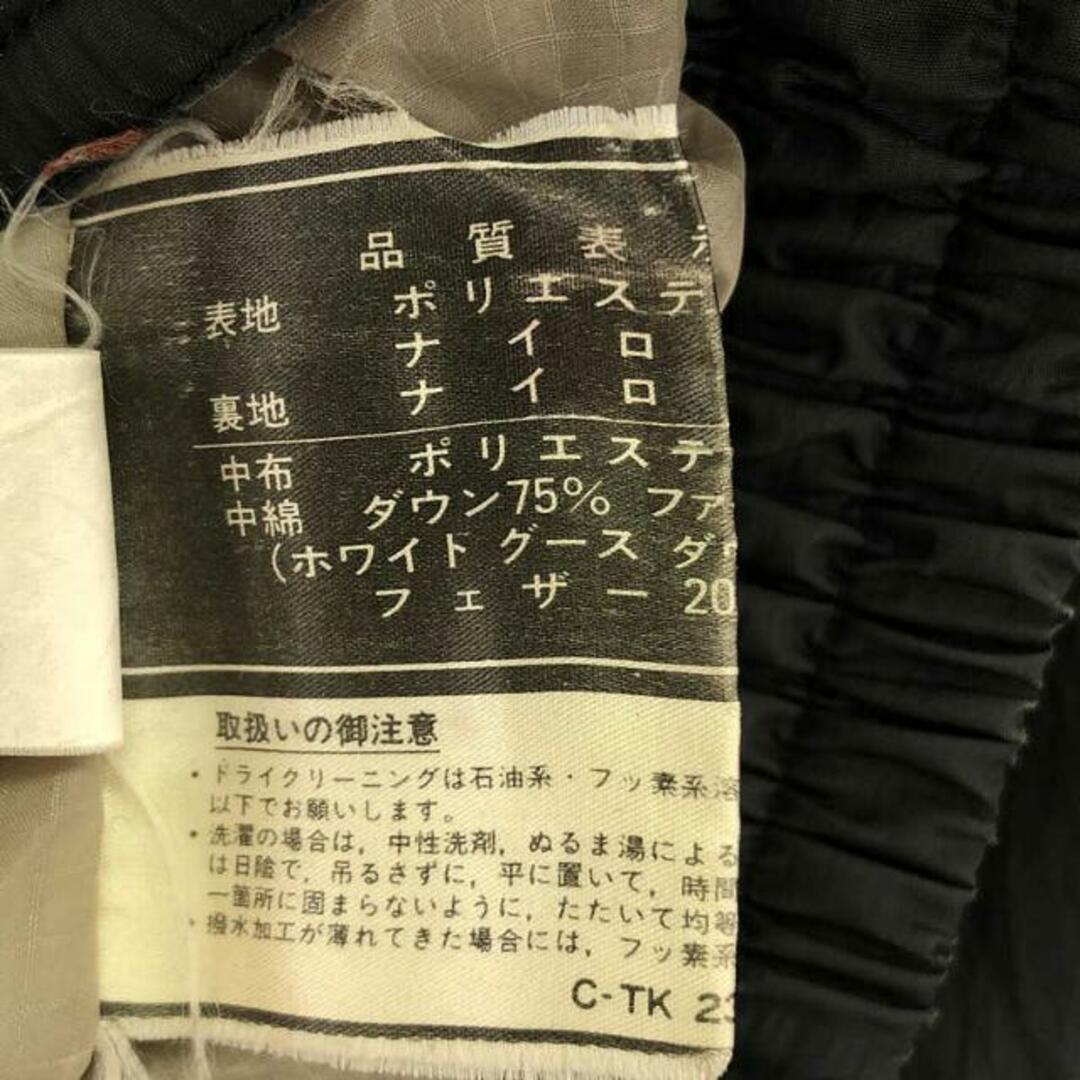 品質表示
表地 ポリエステ
ナイロ
裏地 ナイロ
中布 ポリエステ
中綿 ダウン75% ファ
(ホワイトグースダウ
フェザー 20
取扱いの御注意
・ドライクリーニングは石油系・フッ素系溶
以下でお願いします。
・洗濯の場合は,中性洗剤,ぬるま湯による
は日陰で,吊るさずに,平に置いて,時間
一箇所に固まらないように,たたいて均等
・撥水加工が薄れてきた場合には,フッ素系
C-TK 23